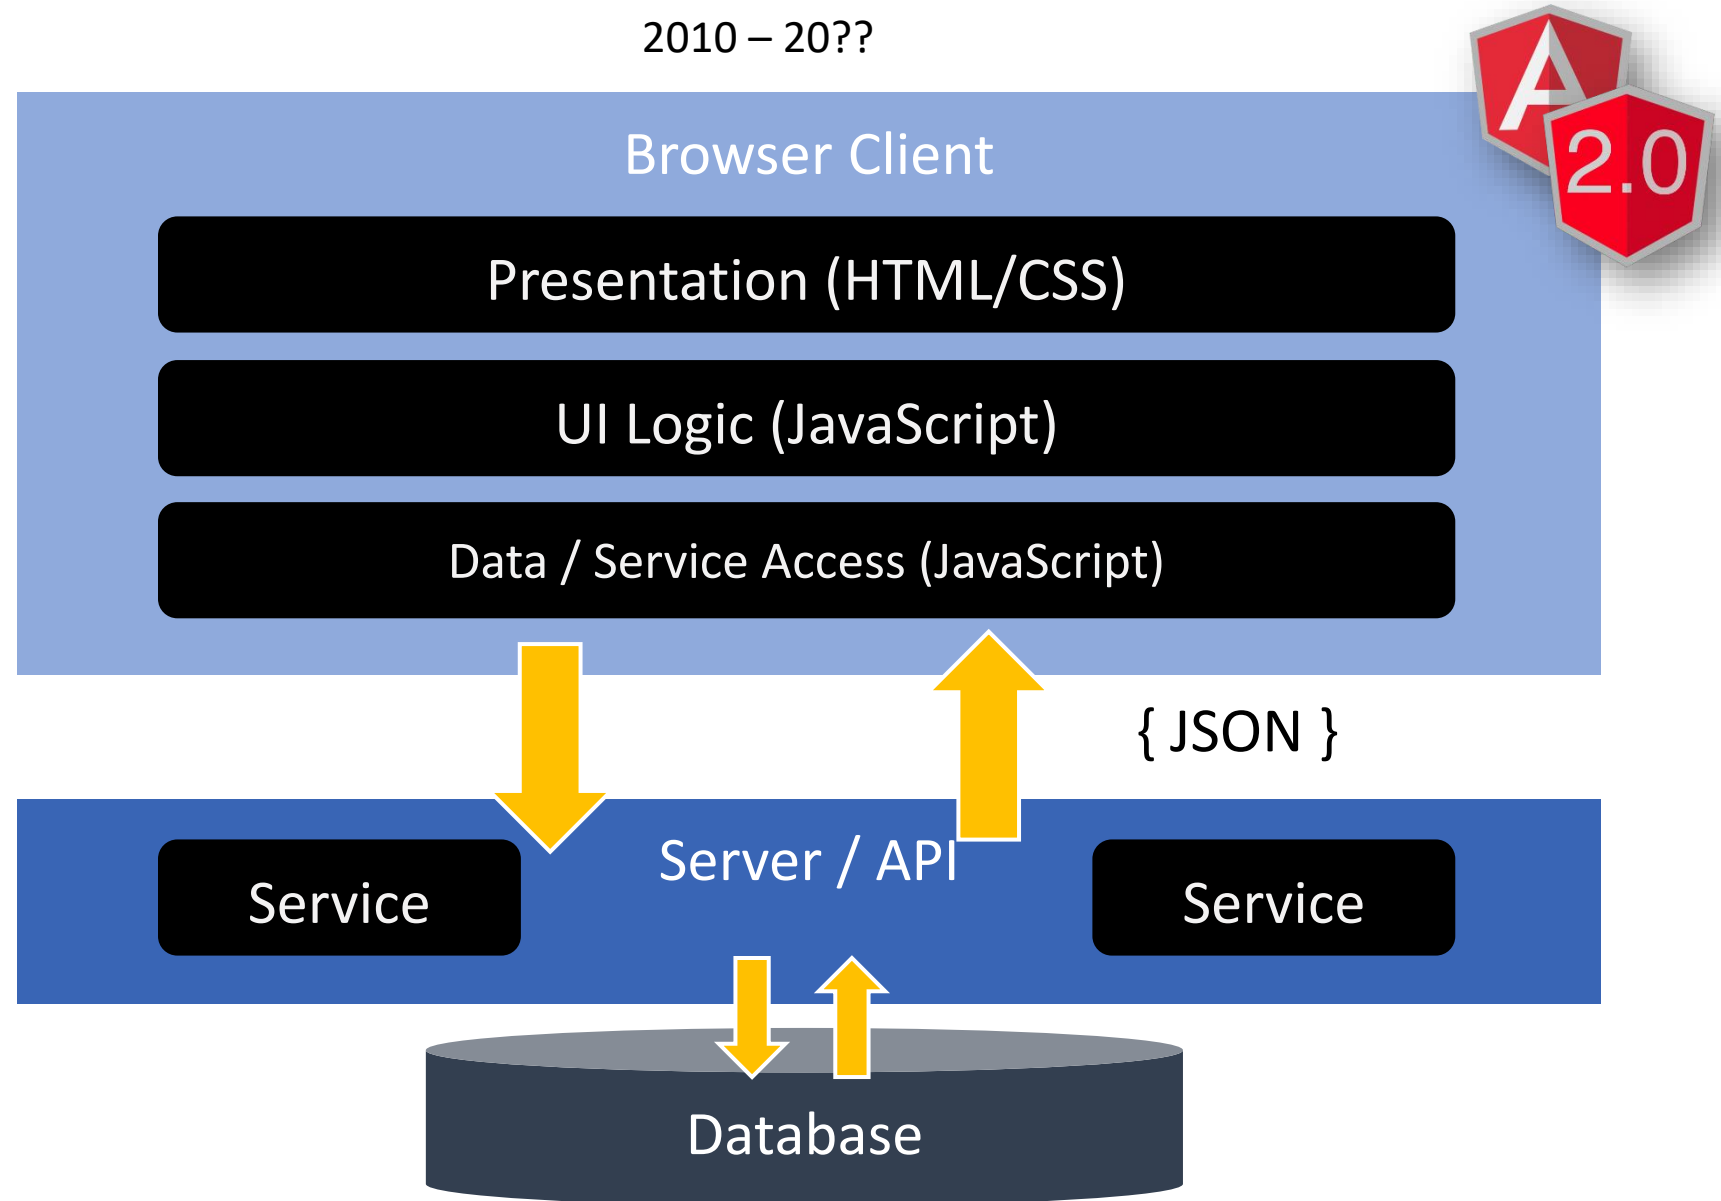 2010 – 20??
A
2.0
Browser Client
Presentation (HTML/CSS)
UI Logic (JavaScript)
Data / Service Access (JavaScript)
{ JSON }
Server / API
Service
Service
Database